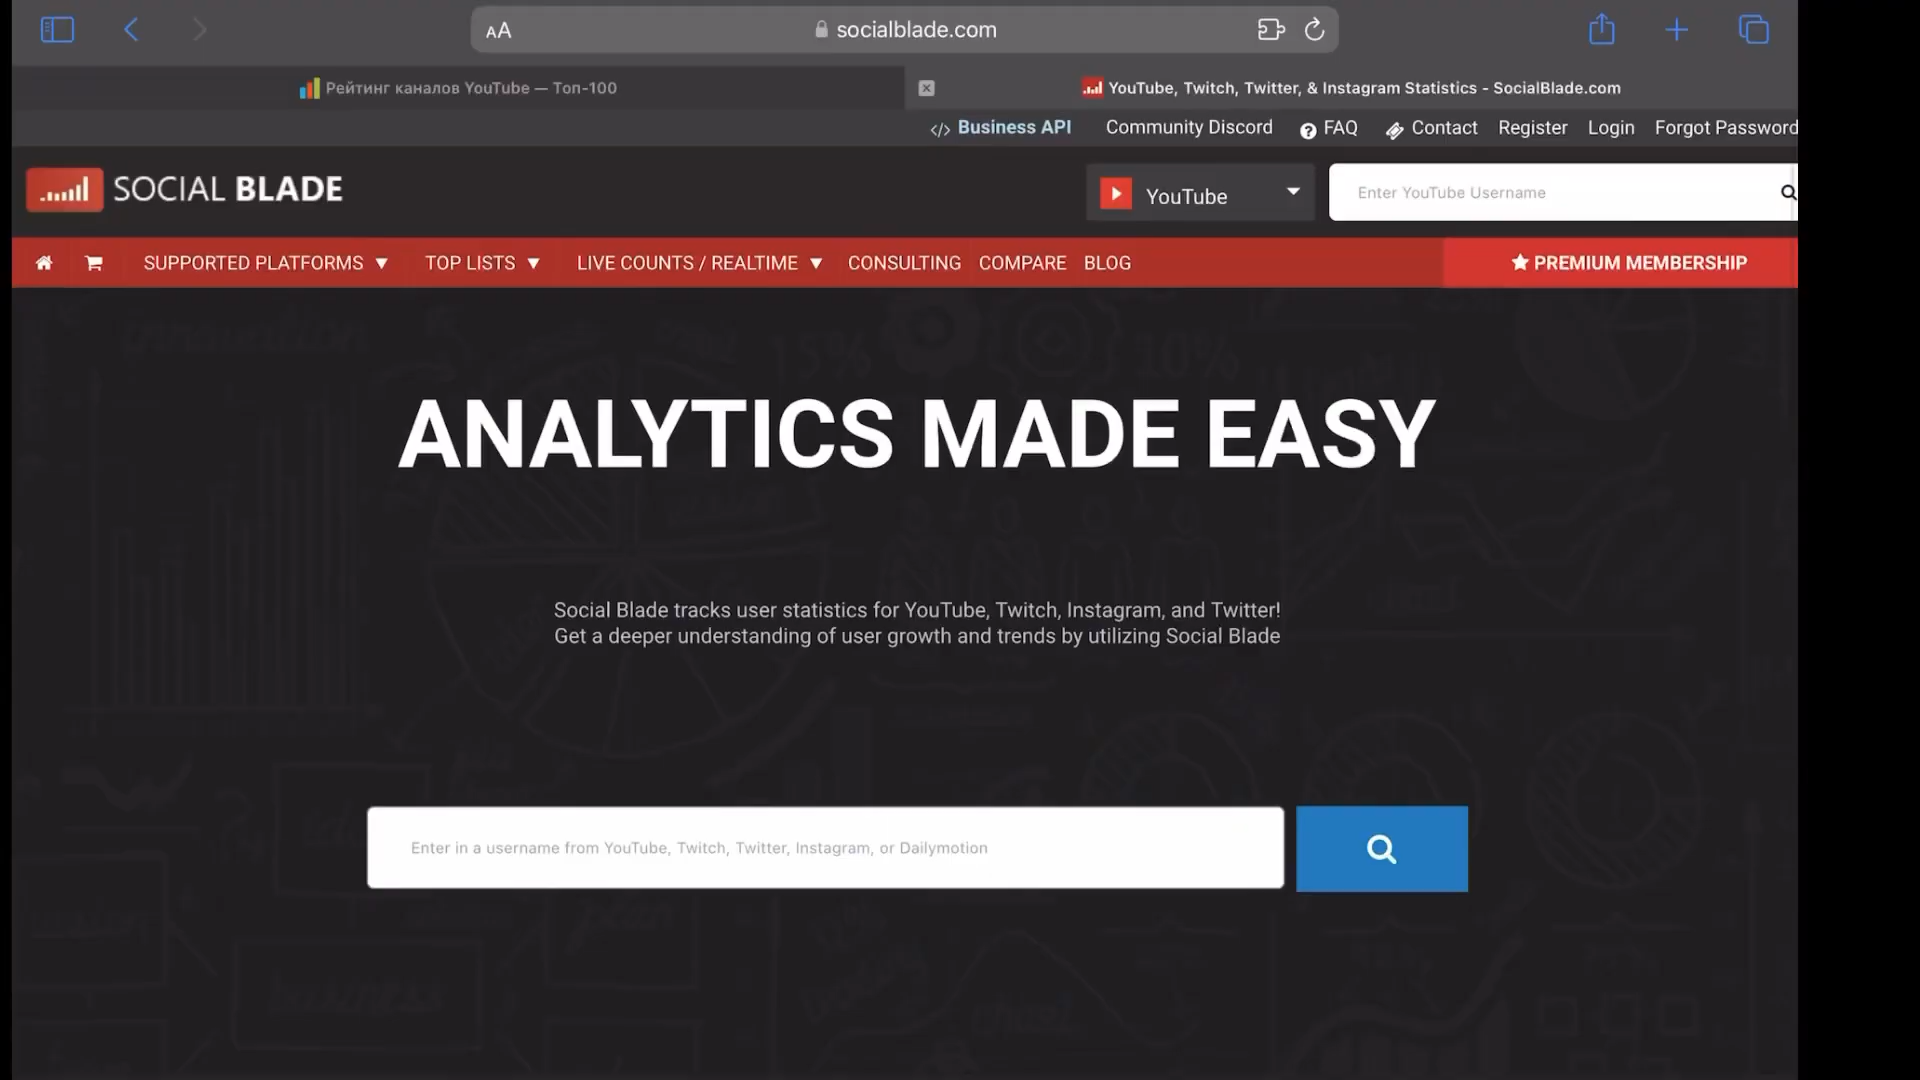 AA socialblade.com
Рейтинг каналов YouTube — Топ-100
YouTube, Twitch, Twitter, & Instagram Statistics - SocialBlade.com
</> Business API Community Discord FAQ Contact Register Login Forgot Password
SOCIAL BLADE
YouTube
Enter YouTube Username
SUPPORTED PLATFORMS ▼ TOP LISTS ▼ LIVE COUNTS / REALTIME ▼ CONSULTING COMPARE BLOG
PREMIUM MEMBERSHIP
ANALYTICS MADE EASY
Social Blade tracks user statistics for YouTube, Twitch, Instagram, and Twitter!
Get a deeper understanding of user growth and trends by utilizing Social Blade
Enter in a username from YouTube, Twitch, Twitter, Instagram, or Dailymotion